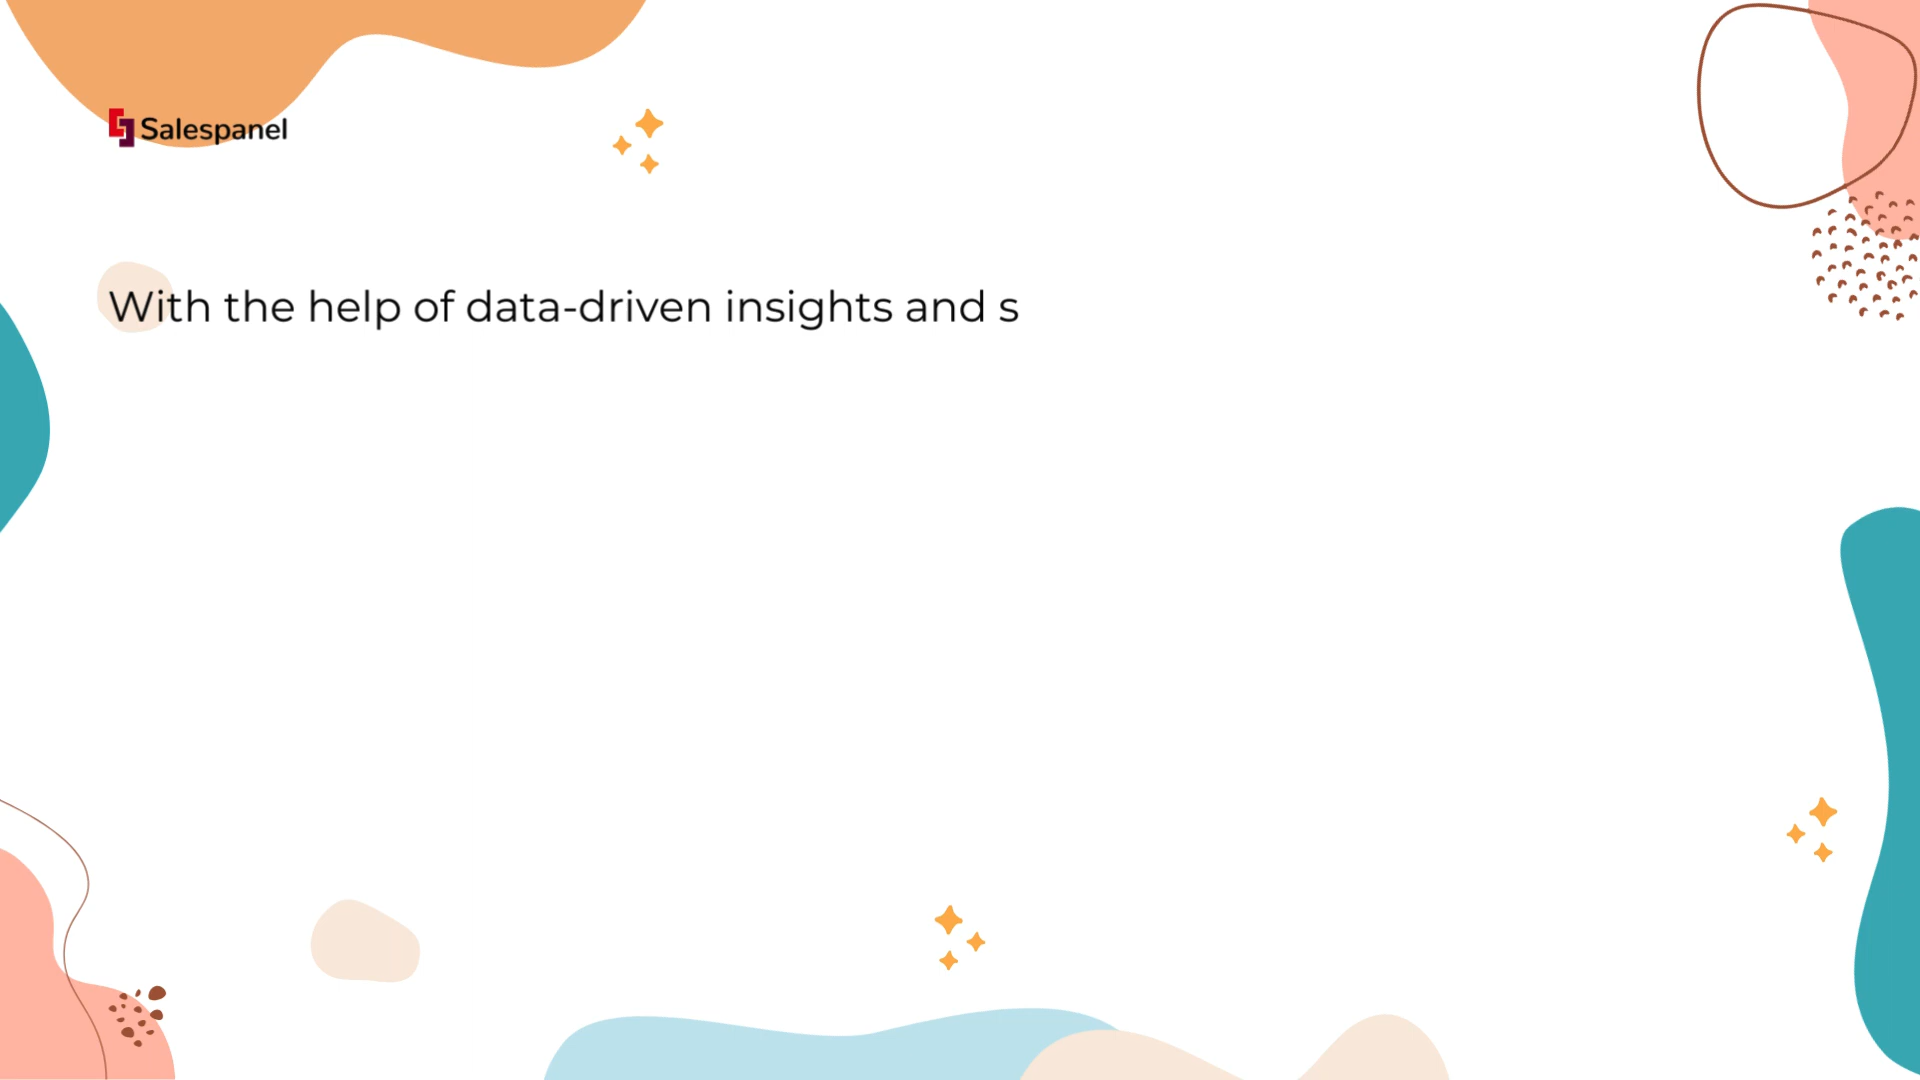 Salespanel
With the help of data-driven insights and s